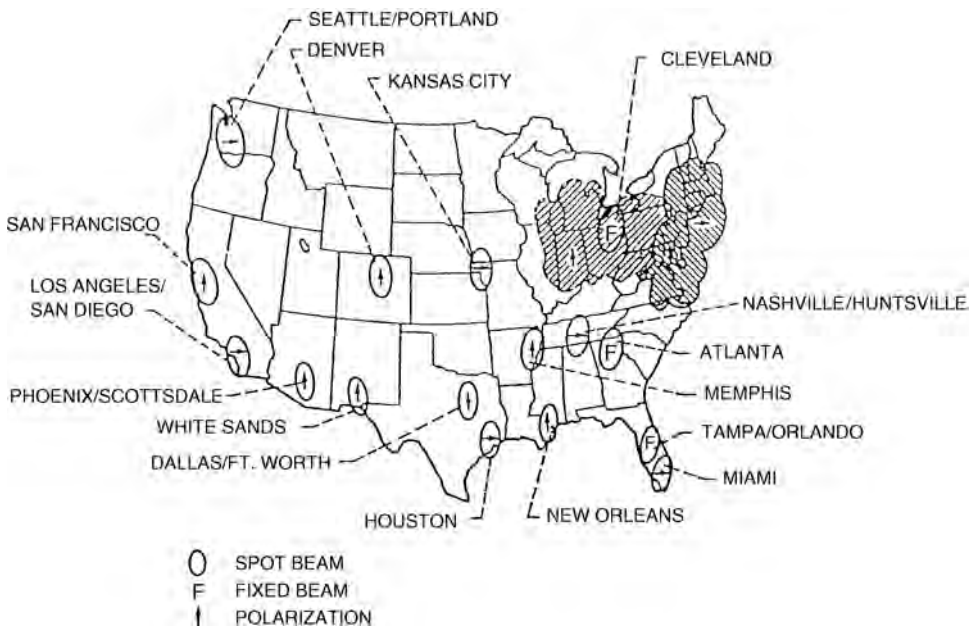 SEATTLE/PORTLAND
DENVER
KANSAS CITY
CLEVELAND
SAN FRANCISCO
LOS ANGELES/
SAN DIEGO
PHOENIX/SCOTTSDALE
WHITE SANDS
DALLAS/FT. WORTH
HOUSTON
NEW ORLEANS
NASHVILLE/HUNTSVILLE
ATLANTA
MEMPHIS
TAMPA/ORLANDO
MIAMI
F
F
F
SPOT BEAM
F FIXED BEAM
POLARIZATION